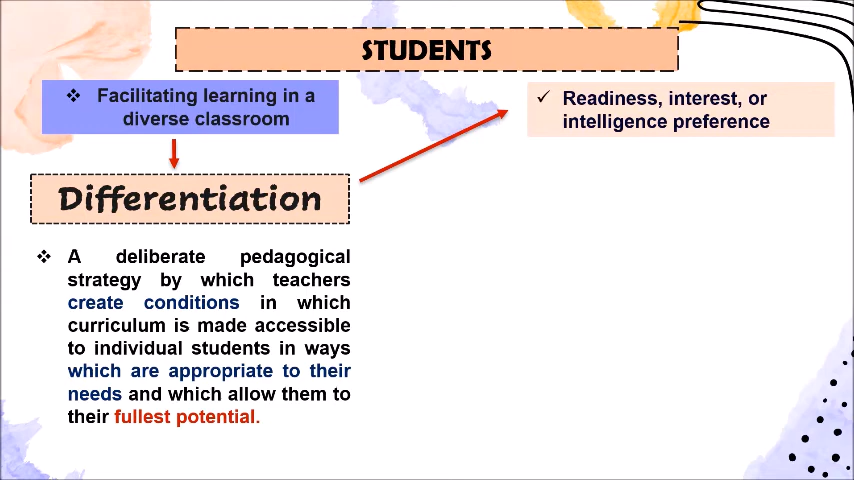 STUDENTS
❖ Facilitating learning in a
diverse classroom
✓ Readiness, interest, or
intelligence preference
Differentiation
❖ A deliberate pedagogical
strategy by which teachers
create conditions in which
curriculum is made accessible
to individual students in ways
which are appropriate to their
needs and which allow them to
their fullest potential.